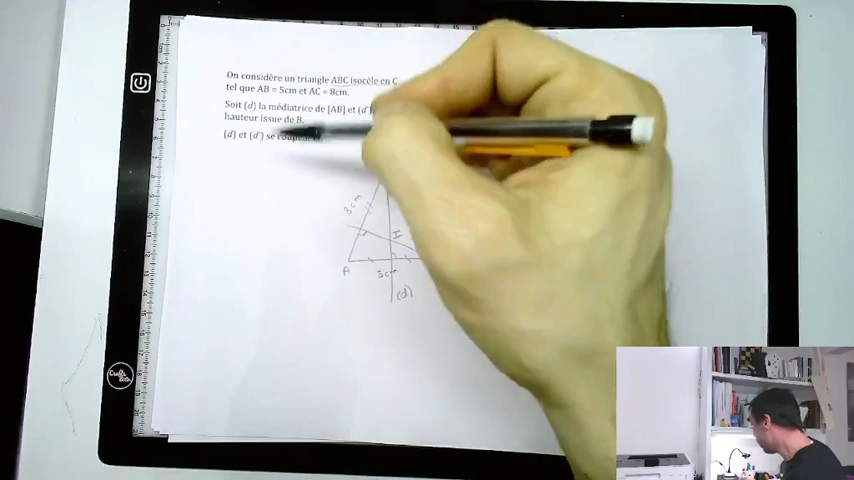 On considère un triangle ABC isocèle en C
tel que AB = 5cm et AC = 8cm.
Soit (d) la médiatrice de [AB] et (d'
hauteur issue de B.
(d) et (d') se
8cm
I
A
5cm
(d)